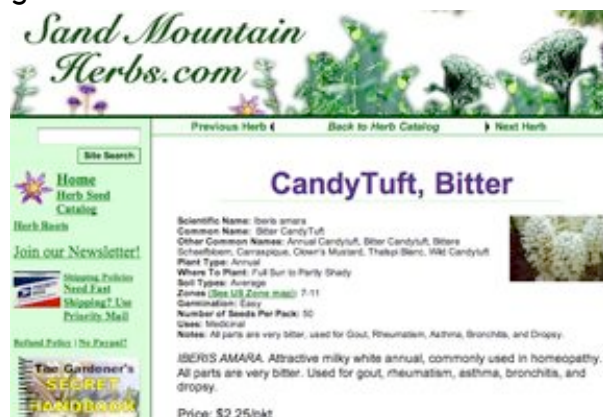 Sand Mountain
Herbs.com
Previous Herb
Back to Herb Catalog
Next Herb
Site Search
Home
Herb Seed
Catalog
Herb Roots
Join our Newsletter!
Shipping Policies
Need Fast
Shipping? Use
Priority Mail
Refund Policy | No Paypal?
The Gardener's
SECRET
HANDBOOK
CandyTuft, Bitter
Scientific Name: Iberis amara
Common Name: Bitter CandyTuft
Other Common Names: Annual Candytuft, Bitter Candytuft, Bittere
Scheefbloem, Carraspique, Clown's Mustard, Thalspi Blanc, Wild Candytuft
Plant Type: Annual
Where To Plant: Full Sun to Partly Shady
Soil Types: Average
Zones (See US Zone map): 7-11
Germination: Easy
Number of Seeds Per Pack: 50
Uses: Medicinal
Notes: All parts are very bitter, used for Gout, Rheumatism, Asthma, Bronchitis, and Dropsy.
IBERIS AMARA. Attractive milky white annual, commonly used in homeopathy.
All parts are very bitter. Used for gout, rheumatism, asthma, bronchitis, and
dropsy.
Price: $2.25/pkt